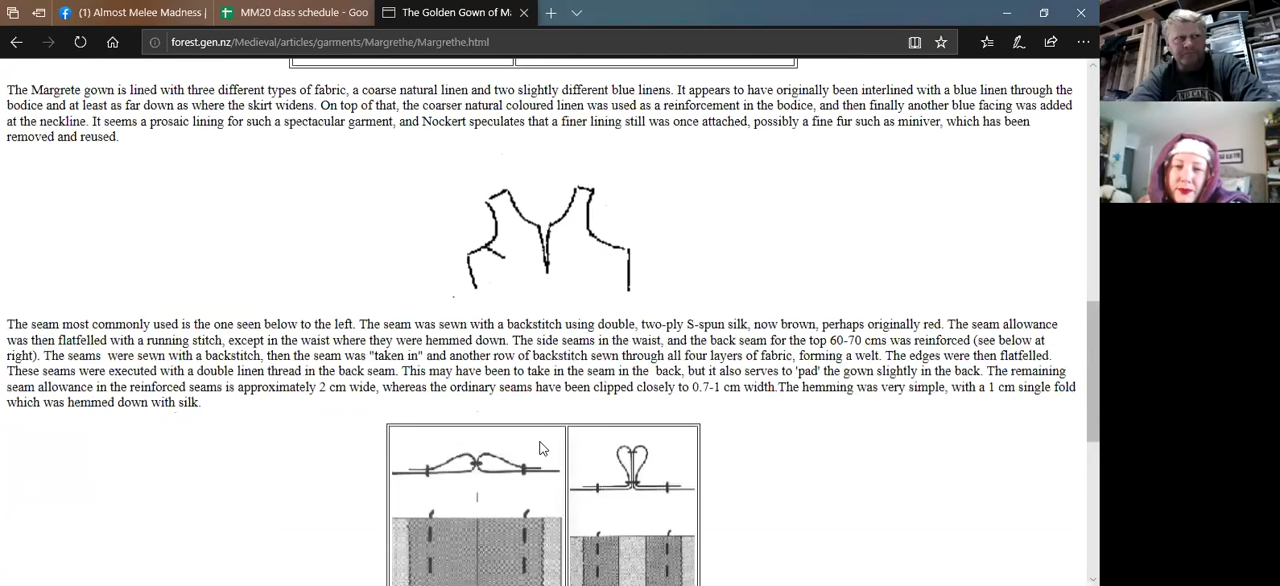 (1) Almost Melee Madness |
MM20 class schedule - Goo
The Golden Gown of M
forest.gen.nz/Medieval/articles/garments/Margrethe/Margrethe.html
The Margrete gown is lined with three different types of fabric, a coarse natural linen and two slightly different blue linens. It appears to have originally been interlined with a blue linen through the
bodice and at least as far down as where the skirt widens. On top of that, the coarser natural coloured linen was used as a reinforcement in the bodice, and then finally another blue facing was added
at the neckline. It seems a prosaic lining for such a spectacular garment, and Nockert speculates that a finer lining still was once attached, possibly a fine fur such as miniver, which has been
removed and reused.
The seam most commonly used is the one seen below to the left. The seam was sewn with a backstitch using double, two-ply S-spun silk, now brown, perhaps originally red. The seam allowance
was then flatfelled with a running stitch, except in the waist where they were hemmed down. The side seams in the waist, and the back seam for the top 60-70 cms was reinforced (see below at
right). The seams were sewn with a backstitch, then the seam was "taken in" and another row of backstitch sewn through all four layers of fabric, forming a welt. The edges were then flatfelled.
These seams were executed with a double linen thread in the back seam. This may have been to take in the seam in the back, but it also serves to 'pad' the gown slightly in the back. The remaining
seam allowance in the reinforced seams is approximately 2 cm wide, whereas the ordinary seams have been clipped closely to 0.7-1 cm width.The hemming was very simple, with a 1 cm single fold
which was hemmed down with silk.